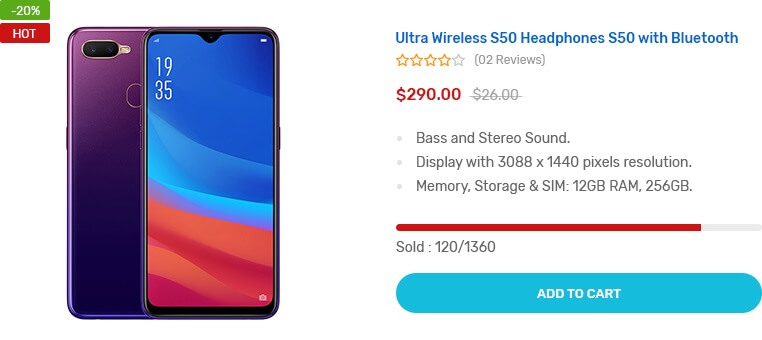 -20%
HOT
19
35
Ultra Wireless S50 Headphones S50 with Bluetooth
(02 Reviews)
$290.00 $26.00
Bass and Stereo Sound.
Display with 3088 x 1440 pixels resolution.
Memory, Storage & SIM: 12GB RAM, 256GB.
Sold : 120/1360
ADD TO CART